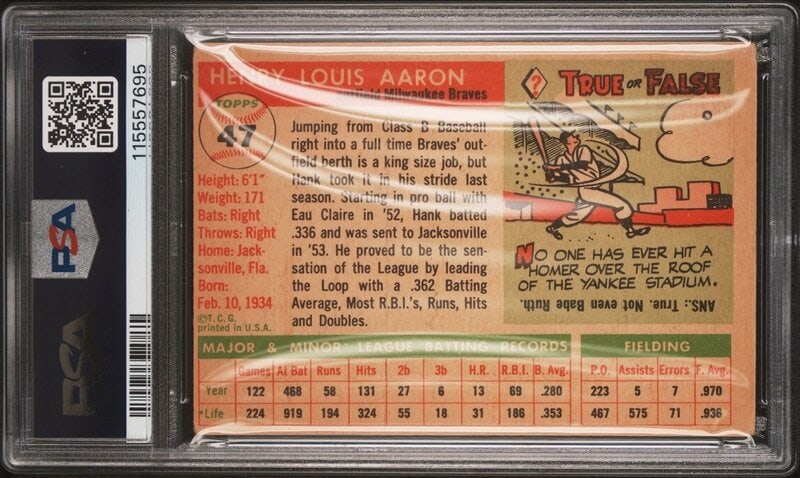 115557695
PSA
PSA
HENRY LOUIS AARON
outfield Milwaukee Braves
TOPPS
47
Height: 6'1"
Weight: 171
Bats: Right
Throws: Right
Home: Jack-
sonville, Fla.
Born:
Feb. 10, 1934
©T. C. G.
printed in U.S.A.
Jumping from Class B Baseball
right into a full time Braves' out-
field berth is a king size job, but
Hank took it in his stride last
season. Starting in pro ball with
Eau Claire in '52, Hank batted
.336 and was sent to Jacksonville
in '53. He proved to be the sen-
sation of the League by leading
the Loop with a .362 Batting
Average, Most R.B.I.'s, Runs, Hits
and Doubles.
? TRUE OR FALSE
NO ONE HAS EVER HIT A
HOMER OVER THE ROOF
OF THE YANKEE STADIUM.
ANS.: True. Not even Babe Ruth.
MAJOR & MINOR LEAGUE BATTING RECORDS FIELDING
Games At Bat Runs Hits 2b 3b H.R. R.B.I. B. Avg. P.O. Assists Errors F. Avg.
Year 122 468 58 131 27 6 13 69 .280 223 5 7 .970
*Life 224 919 194 324 55 18 31 186 .353 467 575 71 .936